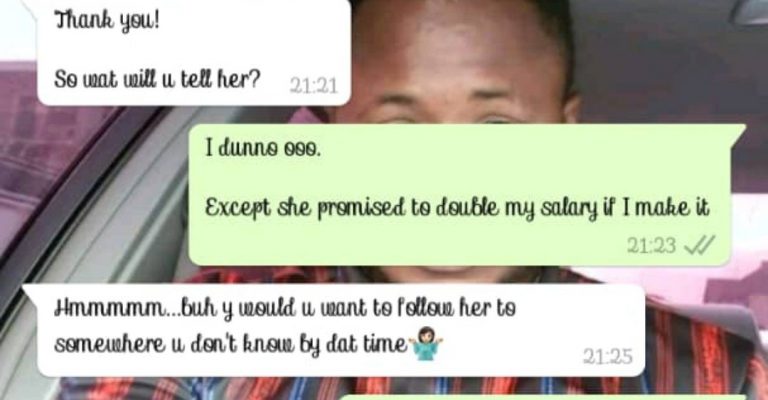 Thank you!
So wat will u tell her? 21:21
I dunno ooo.
Except she promised to double my salary if I make it
21:23
Hmmmmm...buh y would u want to follow her to
somewhere u don't know by dat time🤷🏻‍♀️
21:25